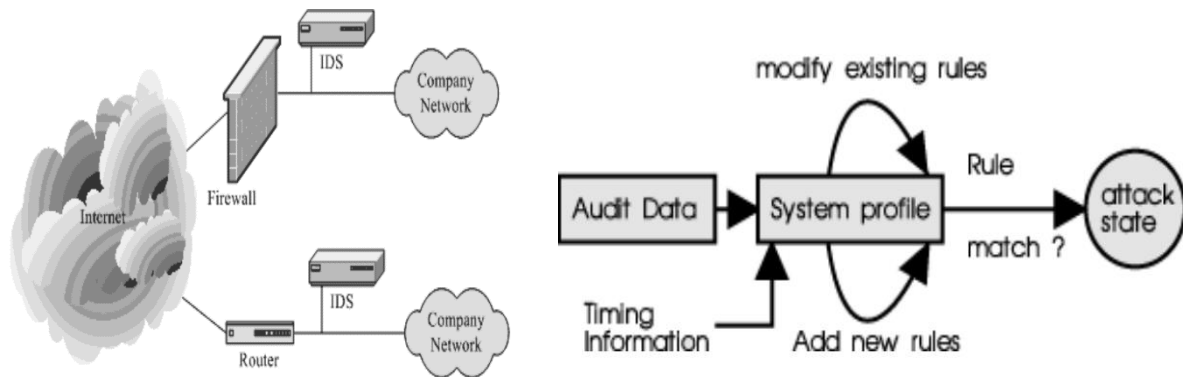 IDS
Company
Network
Firewall
Internet
IDS
Company
Network
Router
modify existing rules
Audit Data
System profile
Rule
match ?
attack
state
Timing
Information
Add new rules